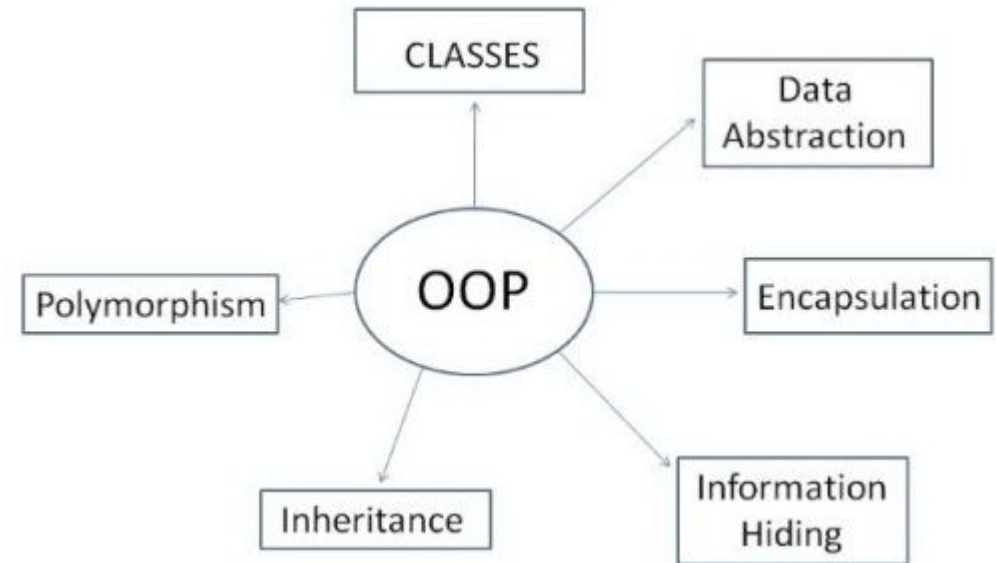 CLASSES
Data
Abstraction
OOP
Polymorphism
Encapsulation
Inheritance
Information
Hiding